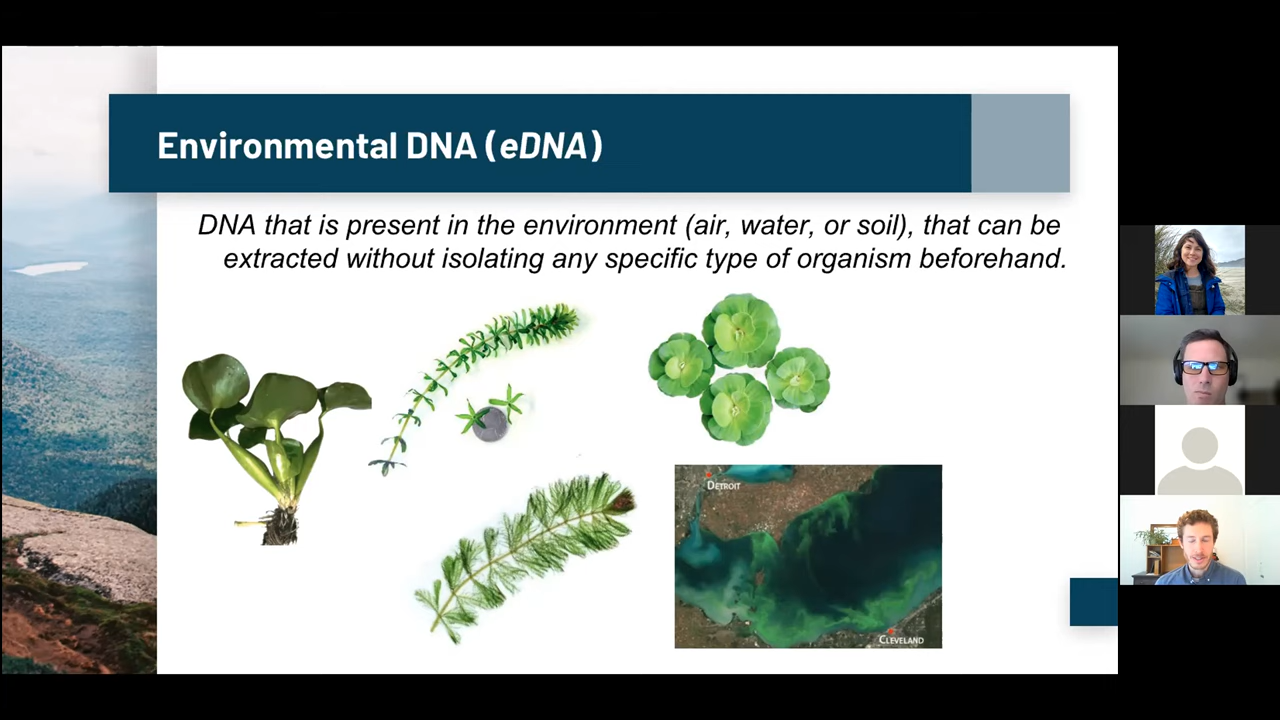 Environmental DNA (eDNA)
DNA that is present in the environment (air, water, or soil), that can be
extracted without isolating any specific type of organism beforehand.
DETROIT
CLEVELAND